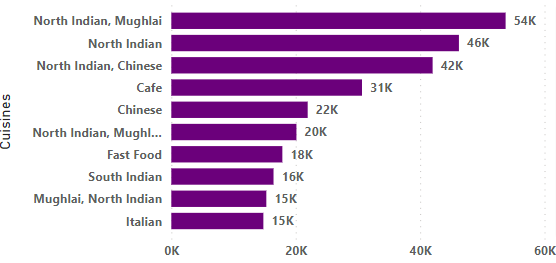 North Indian, Mughlai 54K
North Indian 46K
North Indian, Chinese 42K
Cafe 31K
Chinese 22K
North Indian, Mughl... 20K
Fast Food 18K
South Indian 16K
Mughlai, North Indian 15K
Italian 15K
0K 20K 40K 60K
Cuisines